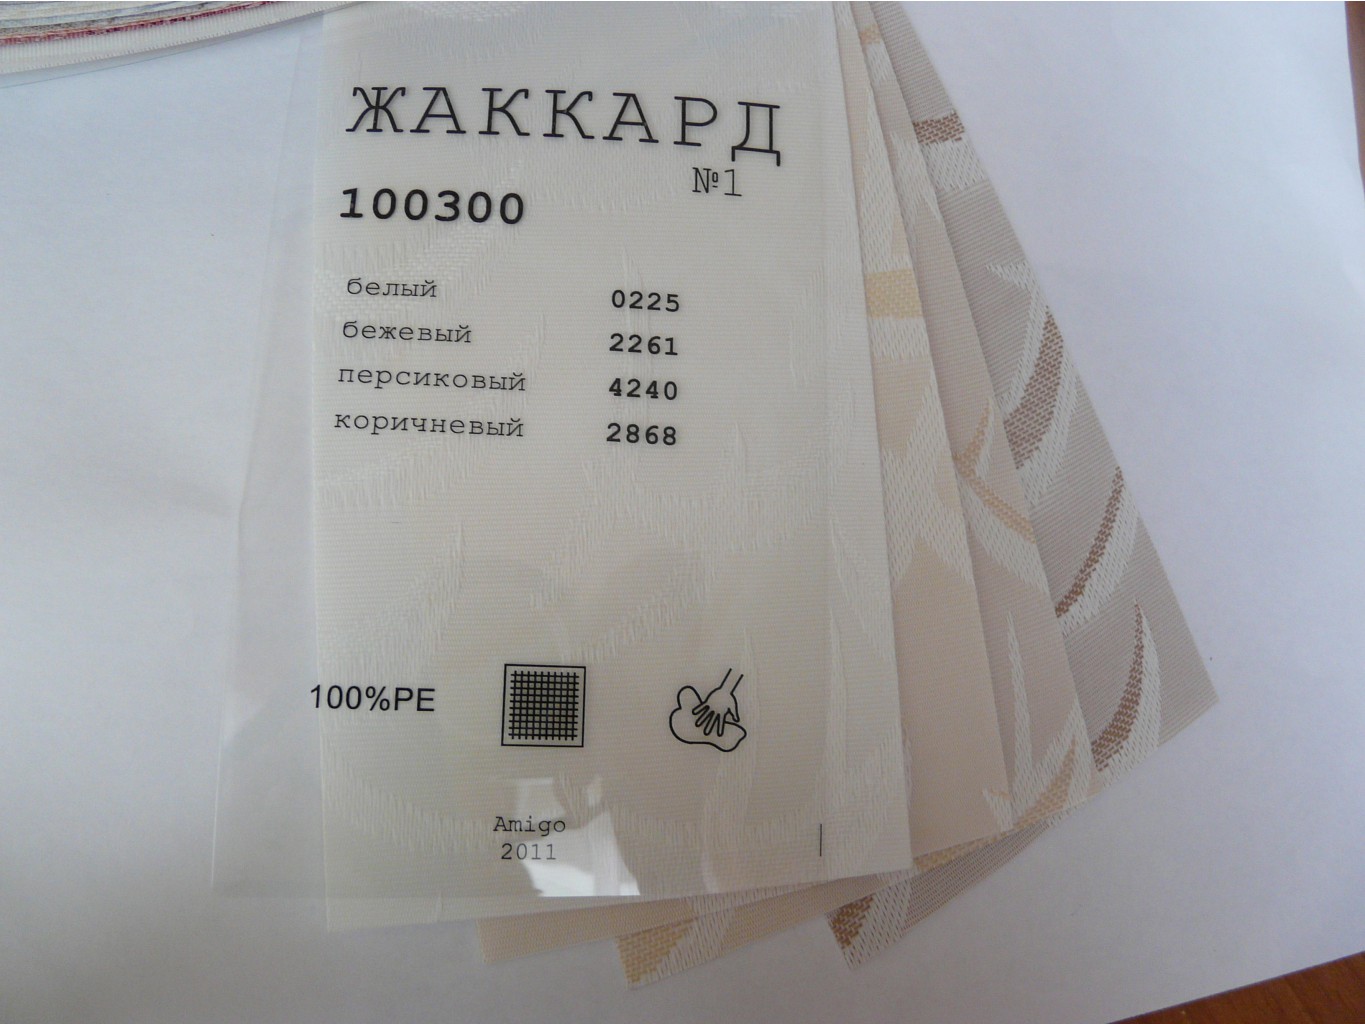 ЖАККАРД
№1
100300
белый 0225
бежевый 2261
персиковый 4240
коричневый 2868
100%PE
Amigo
2011